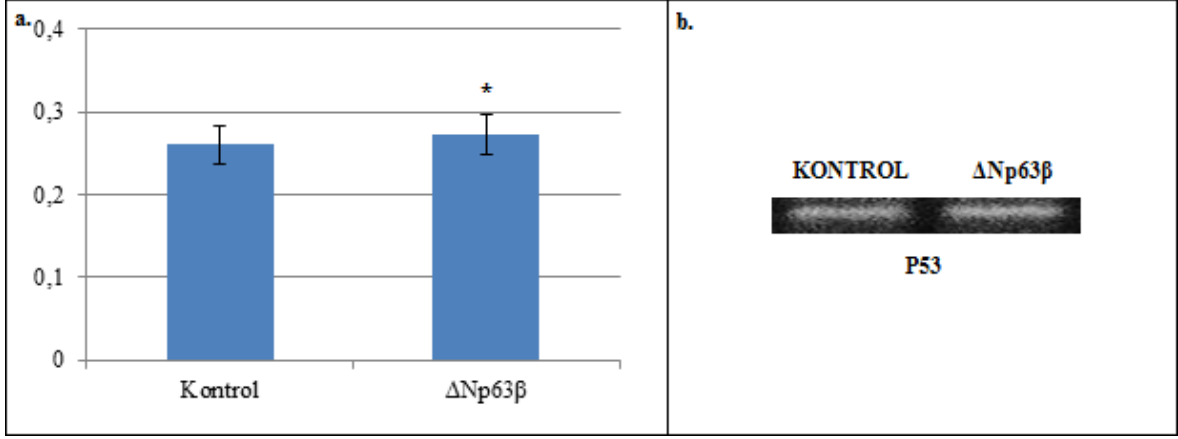 a.
0,4
0,3
0,2
0,1
0
*
Kontrol
ΔNp63β
b.
KONTROL ΔNp63β
P53